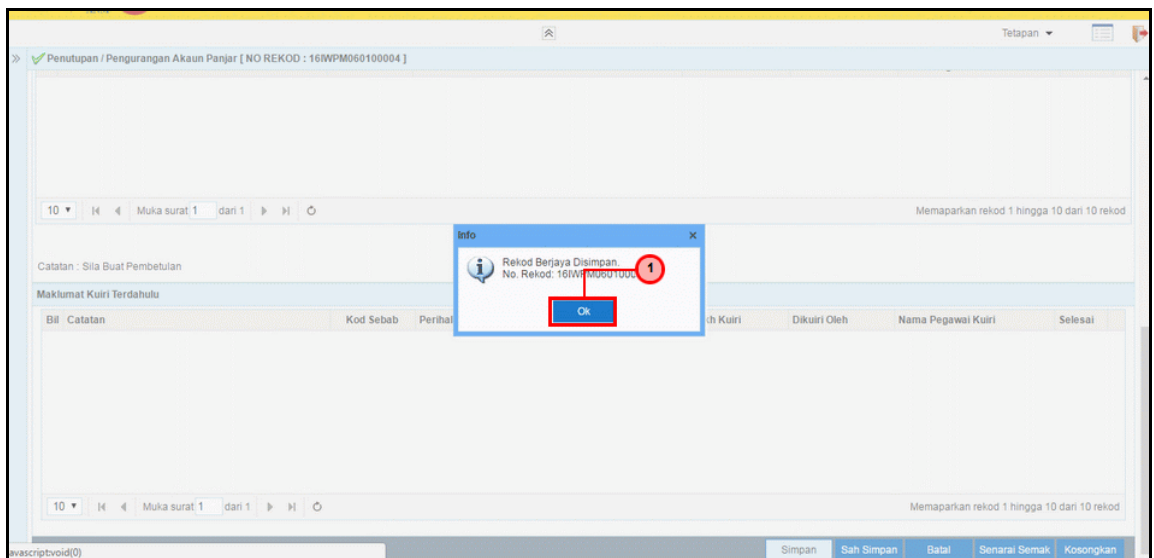 Tetapan
Penutupan / Pengurangan Akaun Panjar [ NO REKOD : 16IWPM060100004 ]
10 Muka surat 1 dari 1 Memaparkan rekod 1 hingga 10 dari 10 rekod
Info x
Rekod Berjaya Disimpan.
No. Rekod: 16IWPM0601000
1
Ok
Catatan : Sila Buat Pembetulan
Maklumat Kuiri Terdahulu
Bil Catatan Kod Sebab Perihal kh Kuiri Dikuiri Oleh Nama Pegawai Kuiri Selesai
10 Muka surat 1 dari 1 Memaparkan rekod 1 hingga 10 dari 10 rekod
avascript:void(0) Simpan Sah Simpan Batal Senarai Semak Kosongkan